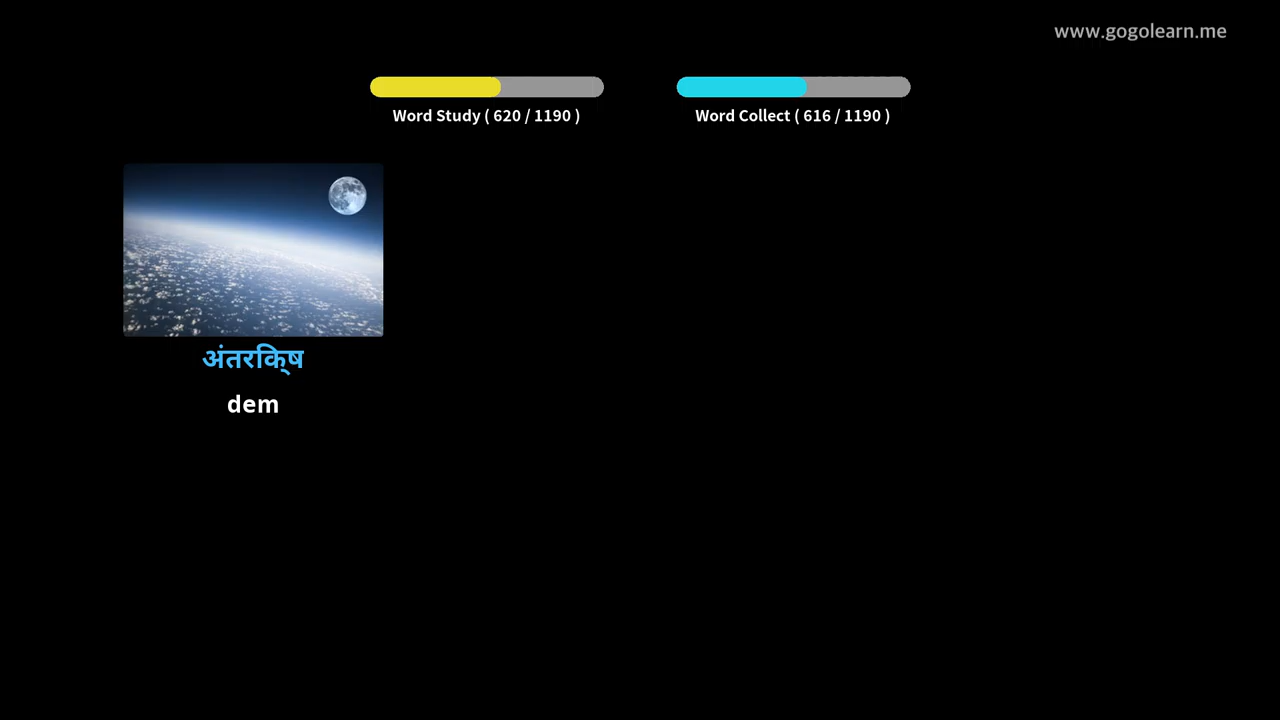 www.gogolearn.me
Word Study ( 620 / 1190 )
Word Collect ( 616 / 1190 )
अंतरकि्ष
dem